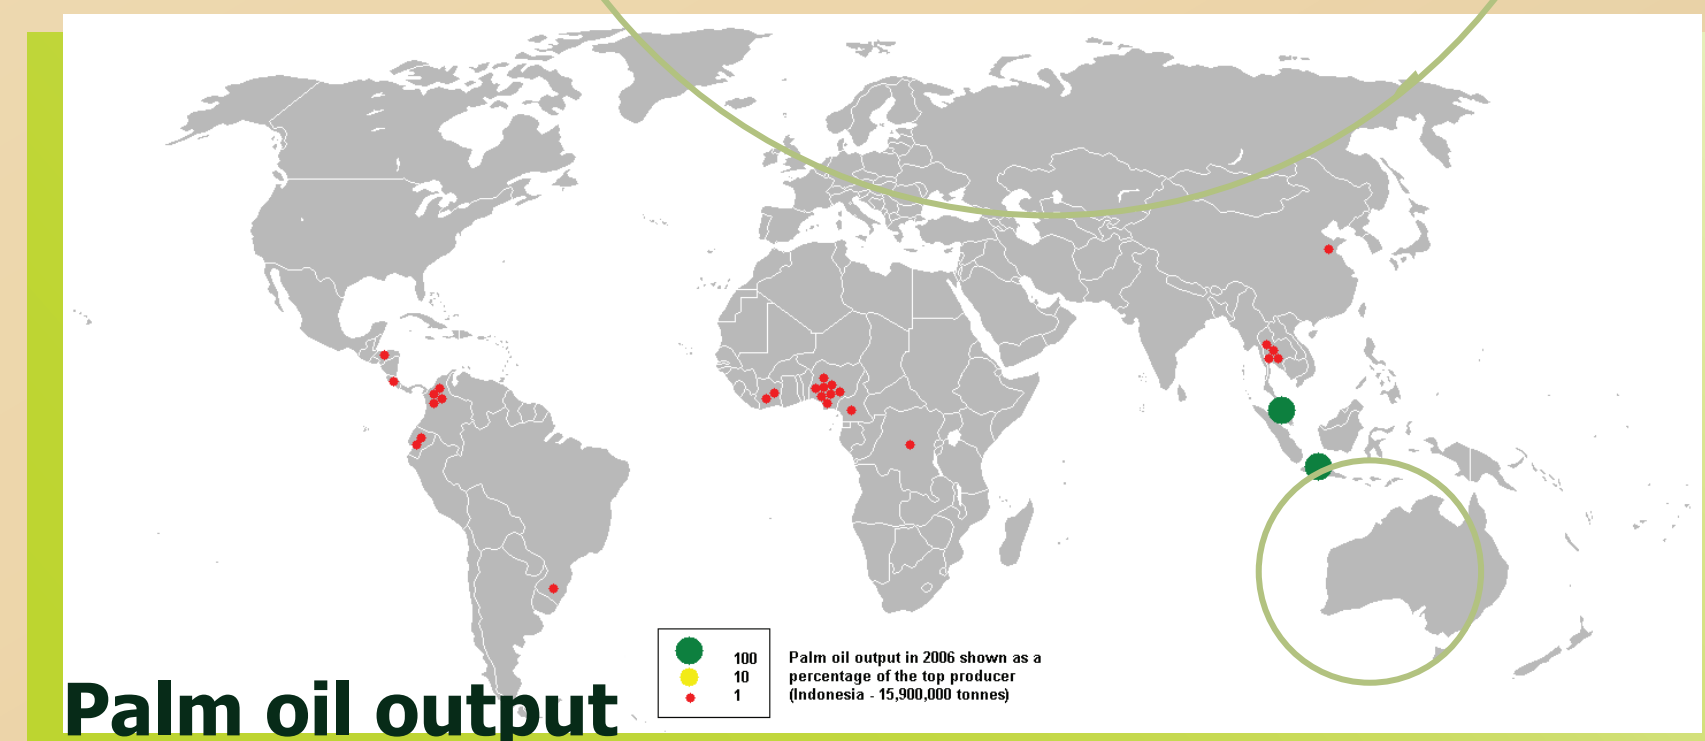 100
10
1
Palm oil output in 2006 shown as a
percentage of the top producer
(Indonesia - 15,900,000 tonnes)
Palm oil output